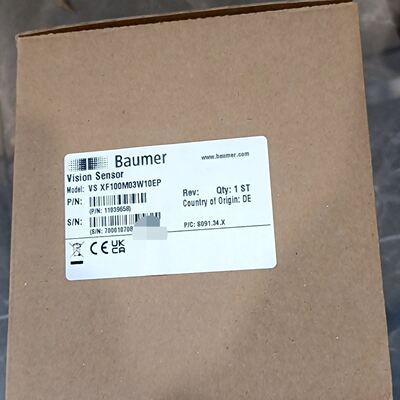 Baumer
www.baumer.com
Vision Sensor
Model: VS XF100M03W10EP
P/N:
(P/N: 11039658)
Rev: Qty: 1 ST
Country of Origin: DE
S/N:
(S/N: 700010708
P/C: S091.34.X
CE UK CA